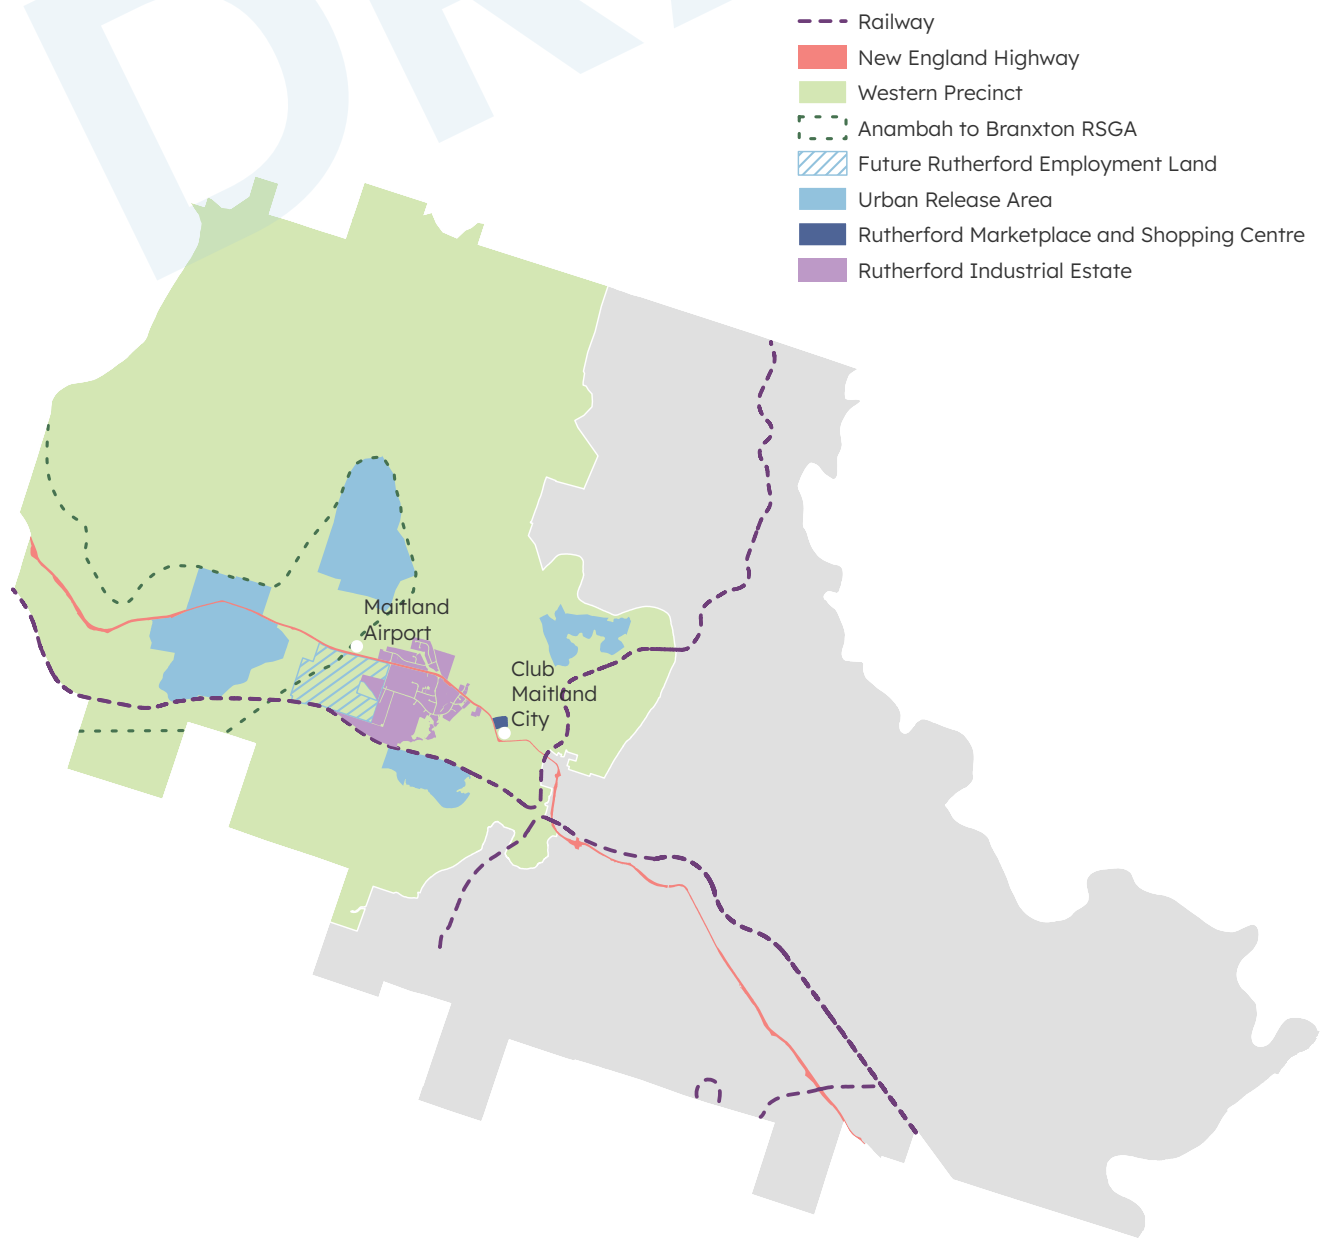 Railway
New England Highway
Western Precinct
Anambah to Branxton RSGA
Future Rutherford Employment Land
Urban Release Area
Rutherford Marketplace and Shopping Centre
Rutherford Industrial Estate
Maitland
Airport
Club
Maitland
City